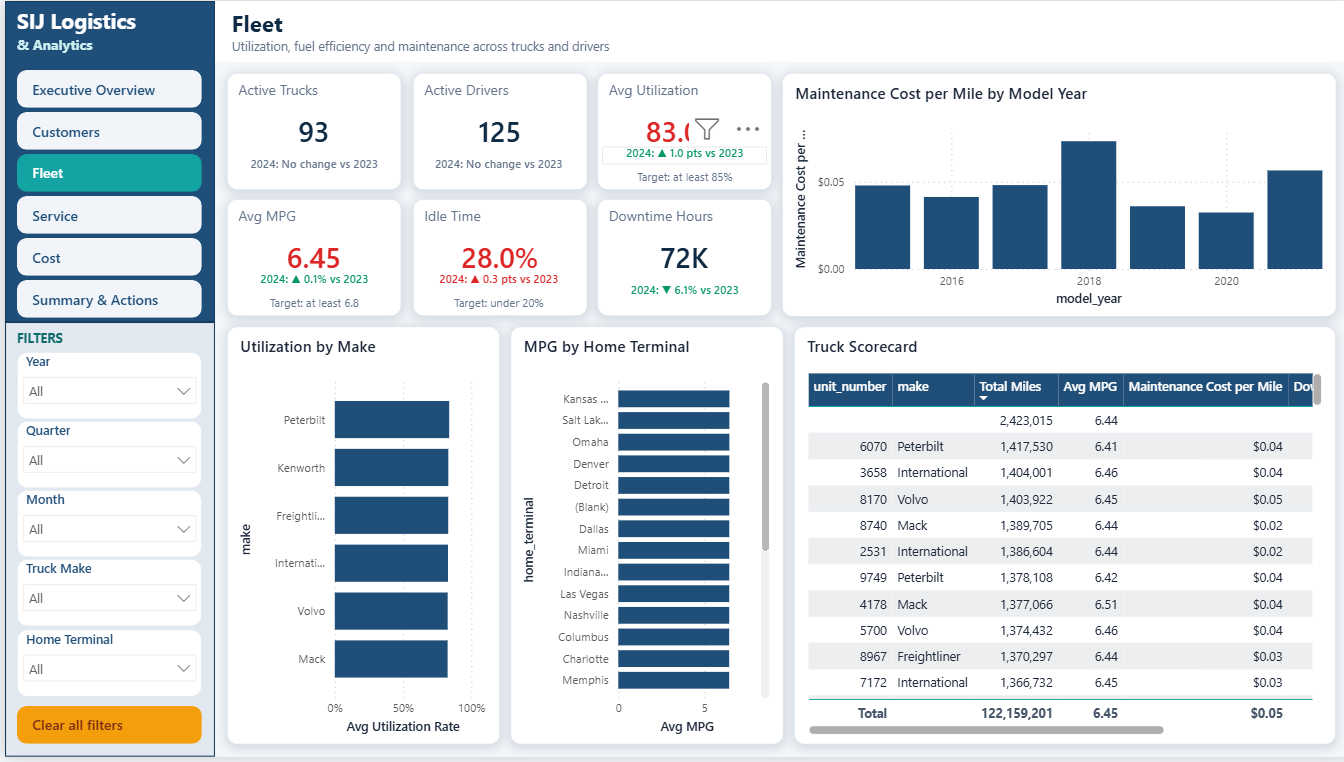 SIJ Logistics
& Analytics
Executive Overview
Customers
Fleet
Service
Cost
Summary & Actions
FILTERS
Year
All
Quarter
All
Month
All
Truck Make
All
Home Terminal
All
Clear all filters
Fleet
Utilization, fuel efficiency and maintenance across trucks and drivers
Active Trucks
93
2024: No change vs 2023
Active Drivers
125
2024: No change vs 2023
Avg Utilization
83.
2024: ▲ 1.0 pts vs 2023
Target: at least 85%
Avg MPG
6.45
2024: ▲ 0.1% vs 2023
Target: at least 6.8
Idle Time
28.0%
2024: ▲ 0.3 pts vs 2023
Target: under 20%
Downtime Hours
72K
2024: ▼ 6.1% vs 2023
Maintenance Cost per Mile by Model Year
Maintenance Cost per ...
$0.05
$0.00
2016
2018
2020
model_year
Utilization by Make
make
Peterbilt
Kenworth
Freightli...
Internati...
Volvo
Mack
0%
50%
100%
Avg Utilization Rate
MPG by Home Terminal
home_terminal
Kansas ...
Salt Lak...
Omaha
Denver
Detroit
(Blank)
Dallas
Miami
Indiana...
Las Vegas
Nashville
Columbus
Charlotte
Memphis
0
5
Avg MPG
Truck Scorecard
unit_number make Total Miles Avg MPG Maintenance Cost per Mile Dov
2,423,015 6.44
6070 Peterbilt 1,417,530 6.41 $0.04
3658 International 1,404,001 6.46 $0.04
8170 Volvo 1,403,922 6.45 $0.05
8740 Mack 1,389,705 6.44 $0.02
2531 International 1,386,604 6.44 $0.02
9749 Peterbilt 1,378,108 6.42 $0.04
4178 Mack 1,377,066 6.51 $0.04
5700 Volvo 1,374,432 6.46 $0.04
8967 Freightliner 1,370,297 6.44 $0.03
7172 International 1,366,732 6.45 $0.03
Total 122,159,201 6.45 $0.05